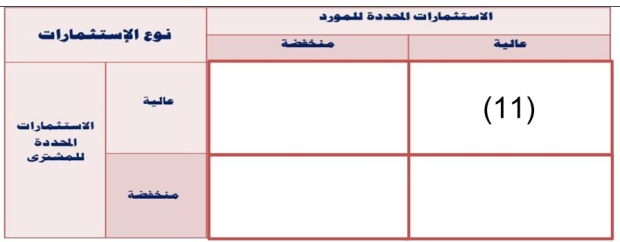 نوع الإستثمارات
الاستثمارات المحددة للمورد
عالية
منخفضة
الاستثمارات
المحددة
للمشترى
عالية
(11)
منخفضة